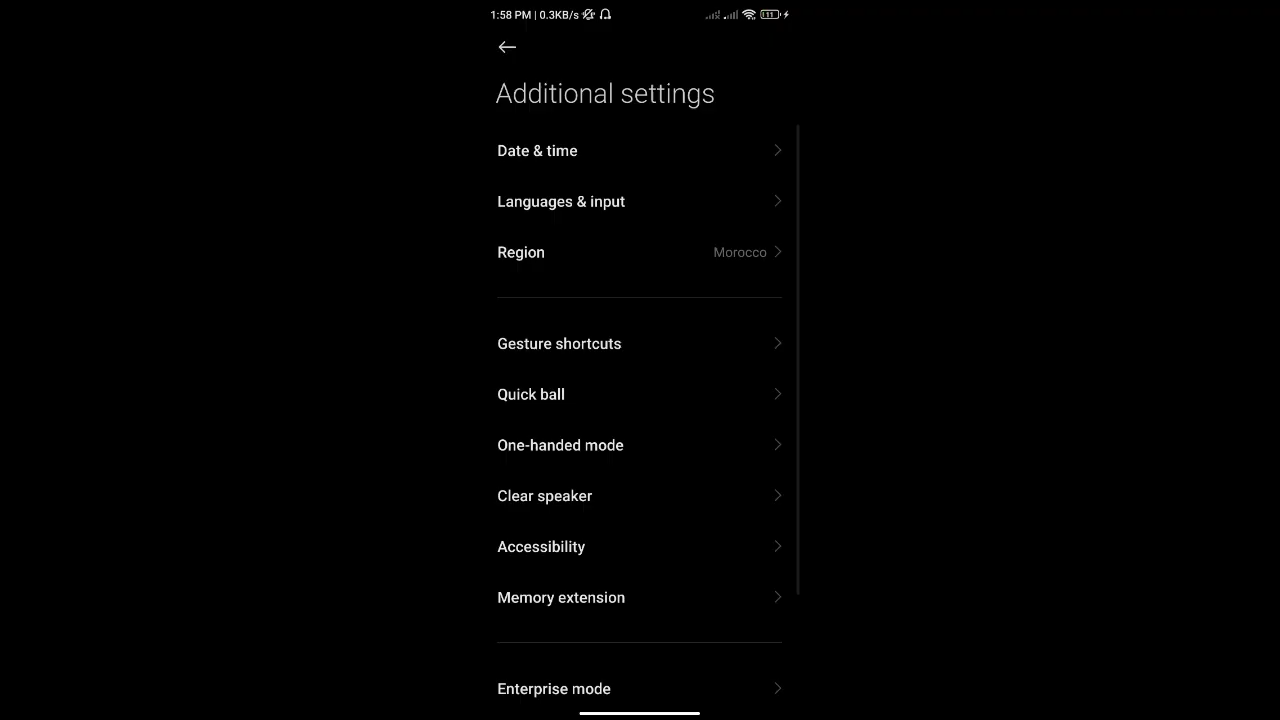 1:58 PM | 0.3KB/s
Additional settings
Date & time
Languages & input
Region Morocco
Gesture shortcuts
Quick ball
One-handed mode
Clear speaker
Accessibility
Memory extension
Enterprise mode